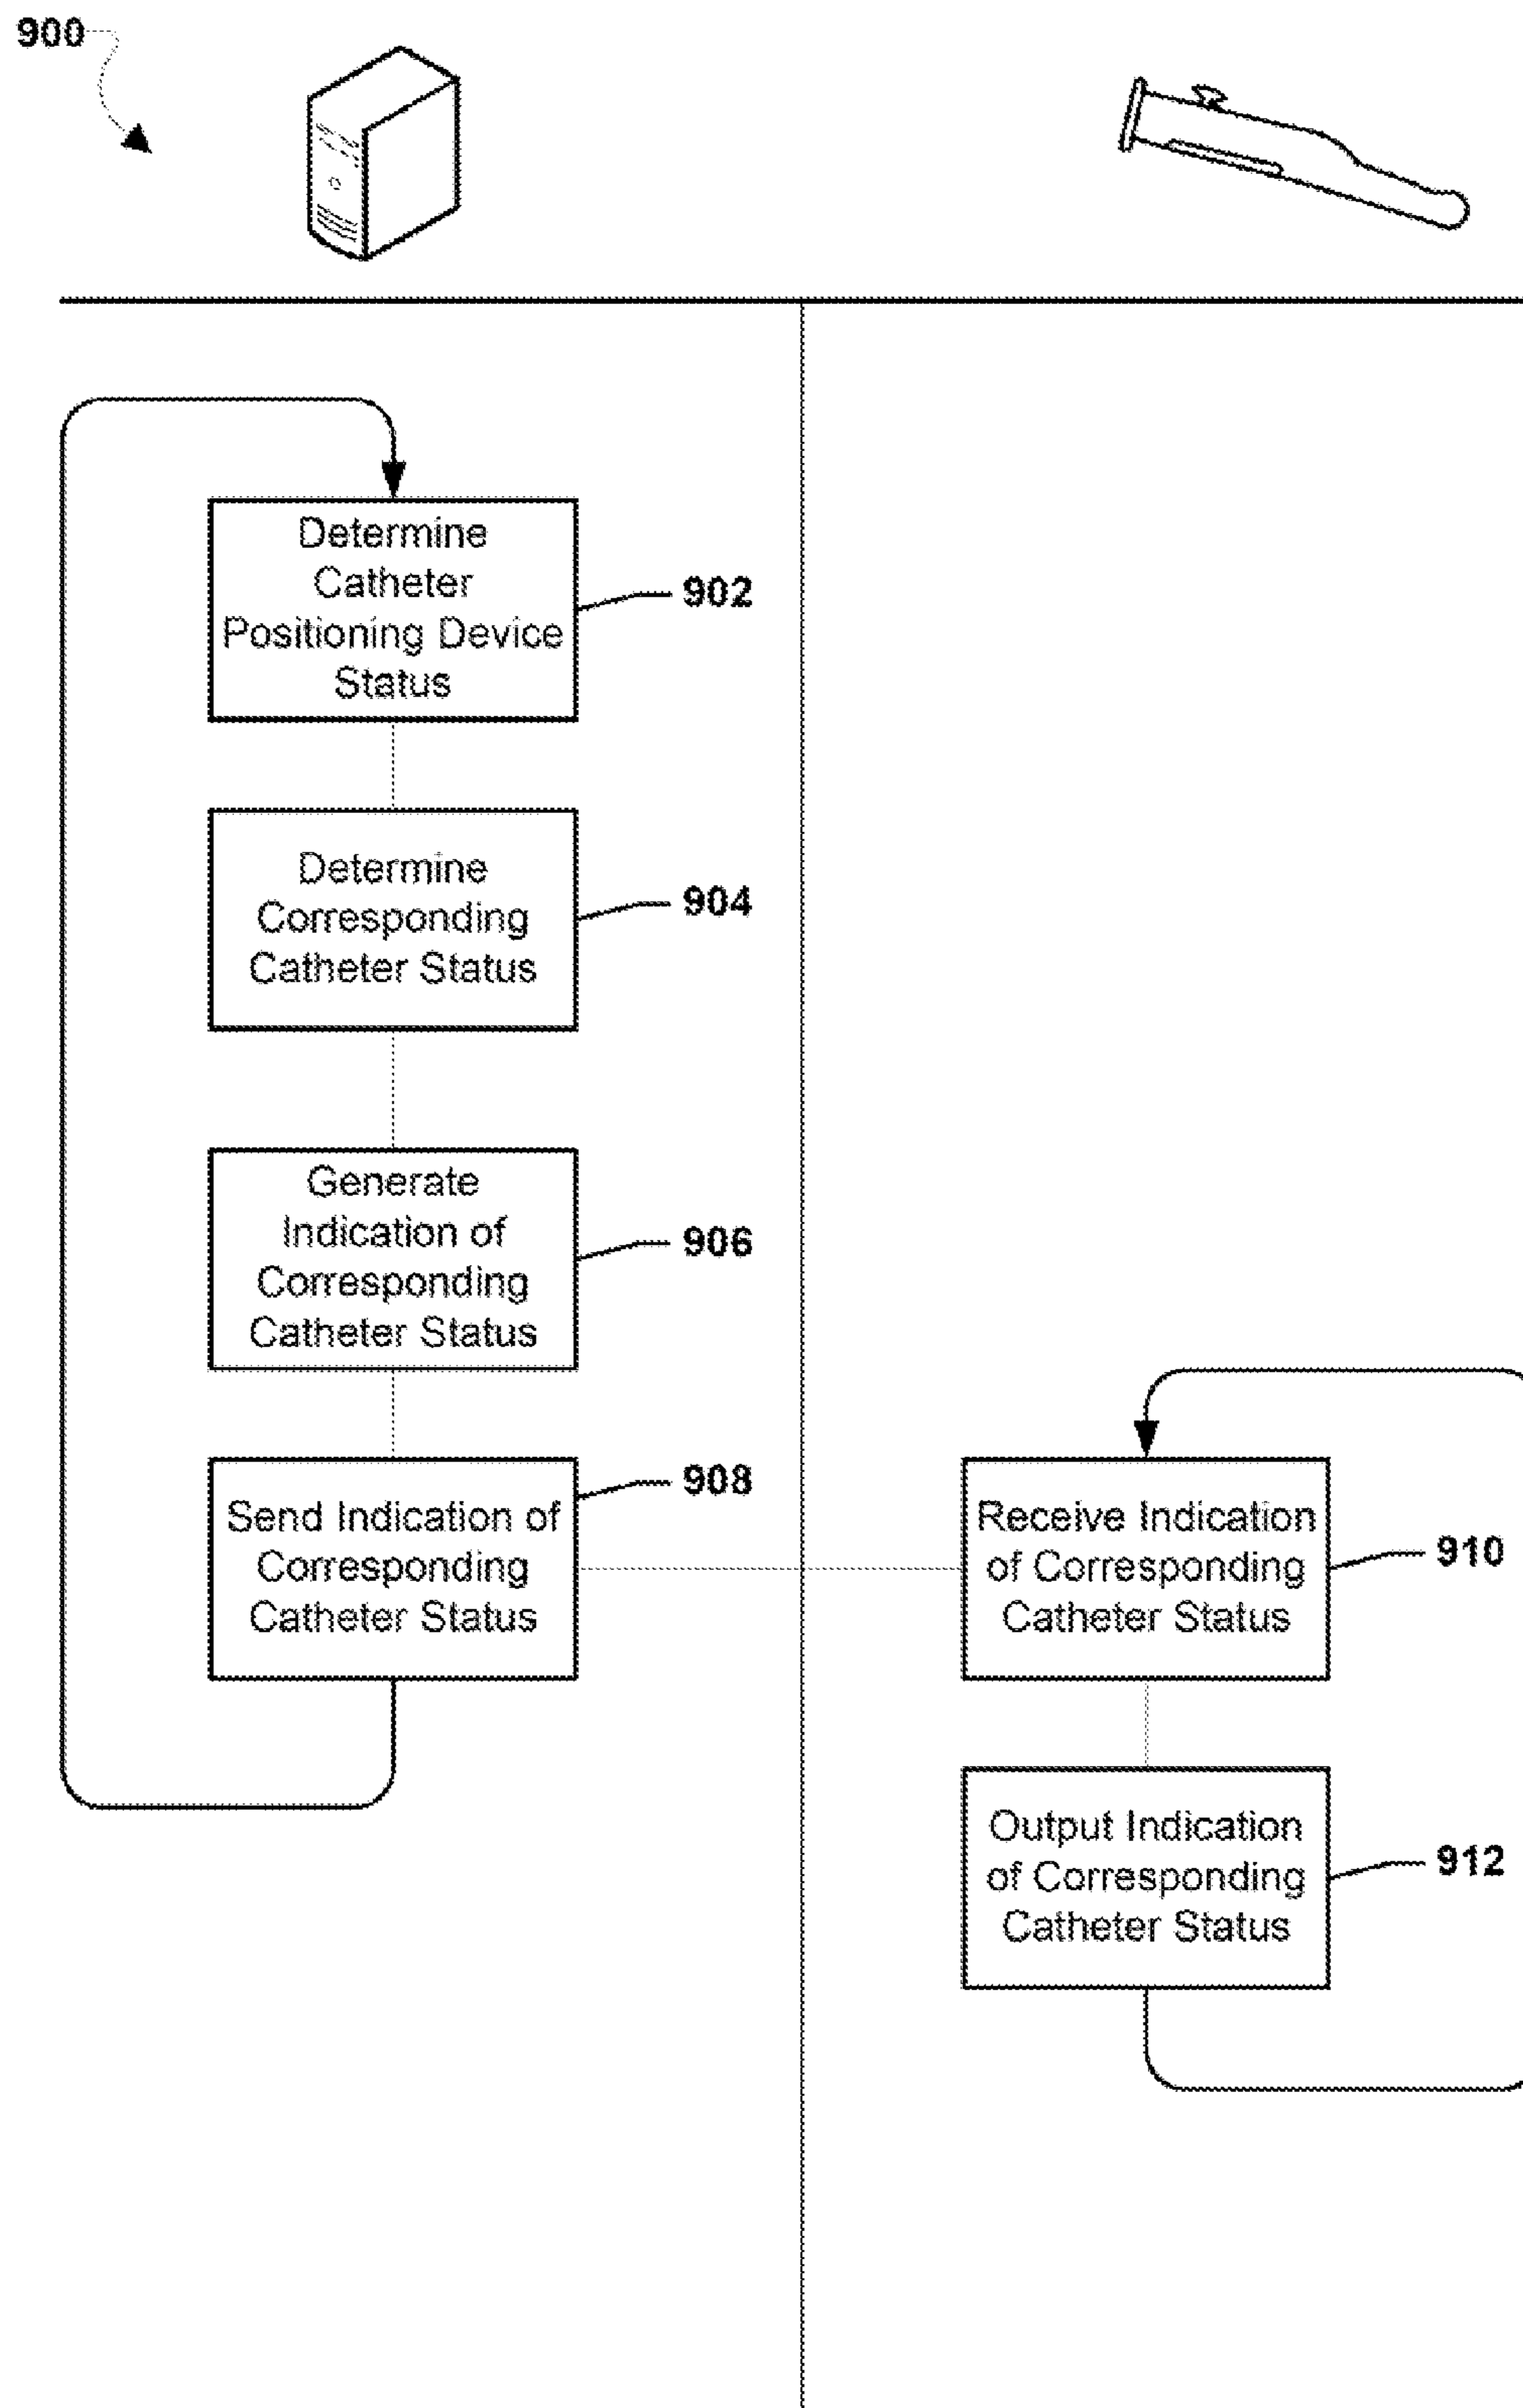 900
Determine
Catheter
Positioning Device
Status
902
Determine
Corresponding
Catheter Status
904
Generate
Indication of
Corresponding
Catheter Status
906
Send Indication of
Corresponding
Catheter Status
908
Receive Indication
of Corresponding
Catheter Status
910
Output Indication
of Corresponding
Catheter Status
912